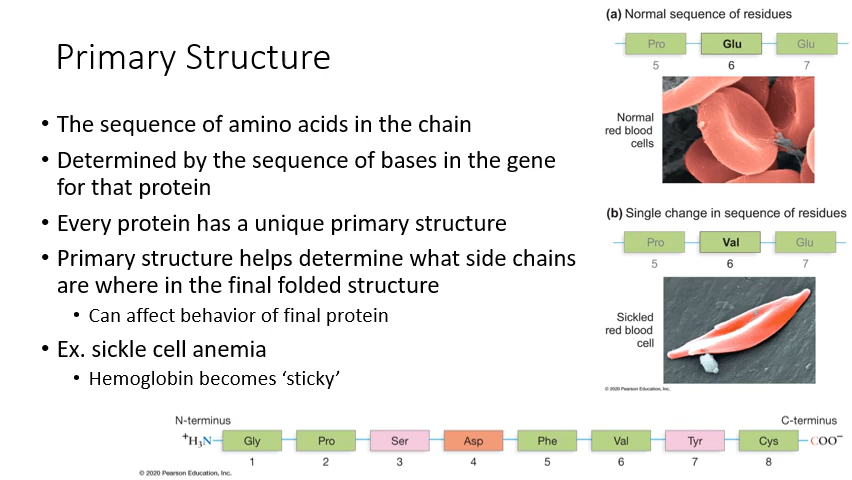 Primary Structure
• The sequence of amino acids in the chain
• Determined by the sequence of bases in the gene
for that protein
• Every protein has a unique primary structure
• Primary structure helps determine what side chains
are where in the final folded structure
• Can affect behavior of final protein
• Ex. sickle cell anemia
• Hemoglobin becomes ‘sticky’
(a) Normal sequence of residues
Pro Glu Glu
5 6 7
Normal
red blood
cells
(b) Single change in sequence of residues
Pro Val Glu
5 6 7
Sickled
red blood
cell
© 2020 Pearson Education, Inc.
N-terminus C-terminus
⁺H₃N Gly Pro Ser Asp Phe Val Tyr Cys COO⁻
1 2 3 4 5 6 7 8
© 2020 Pearson Education, Inc.